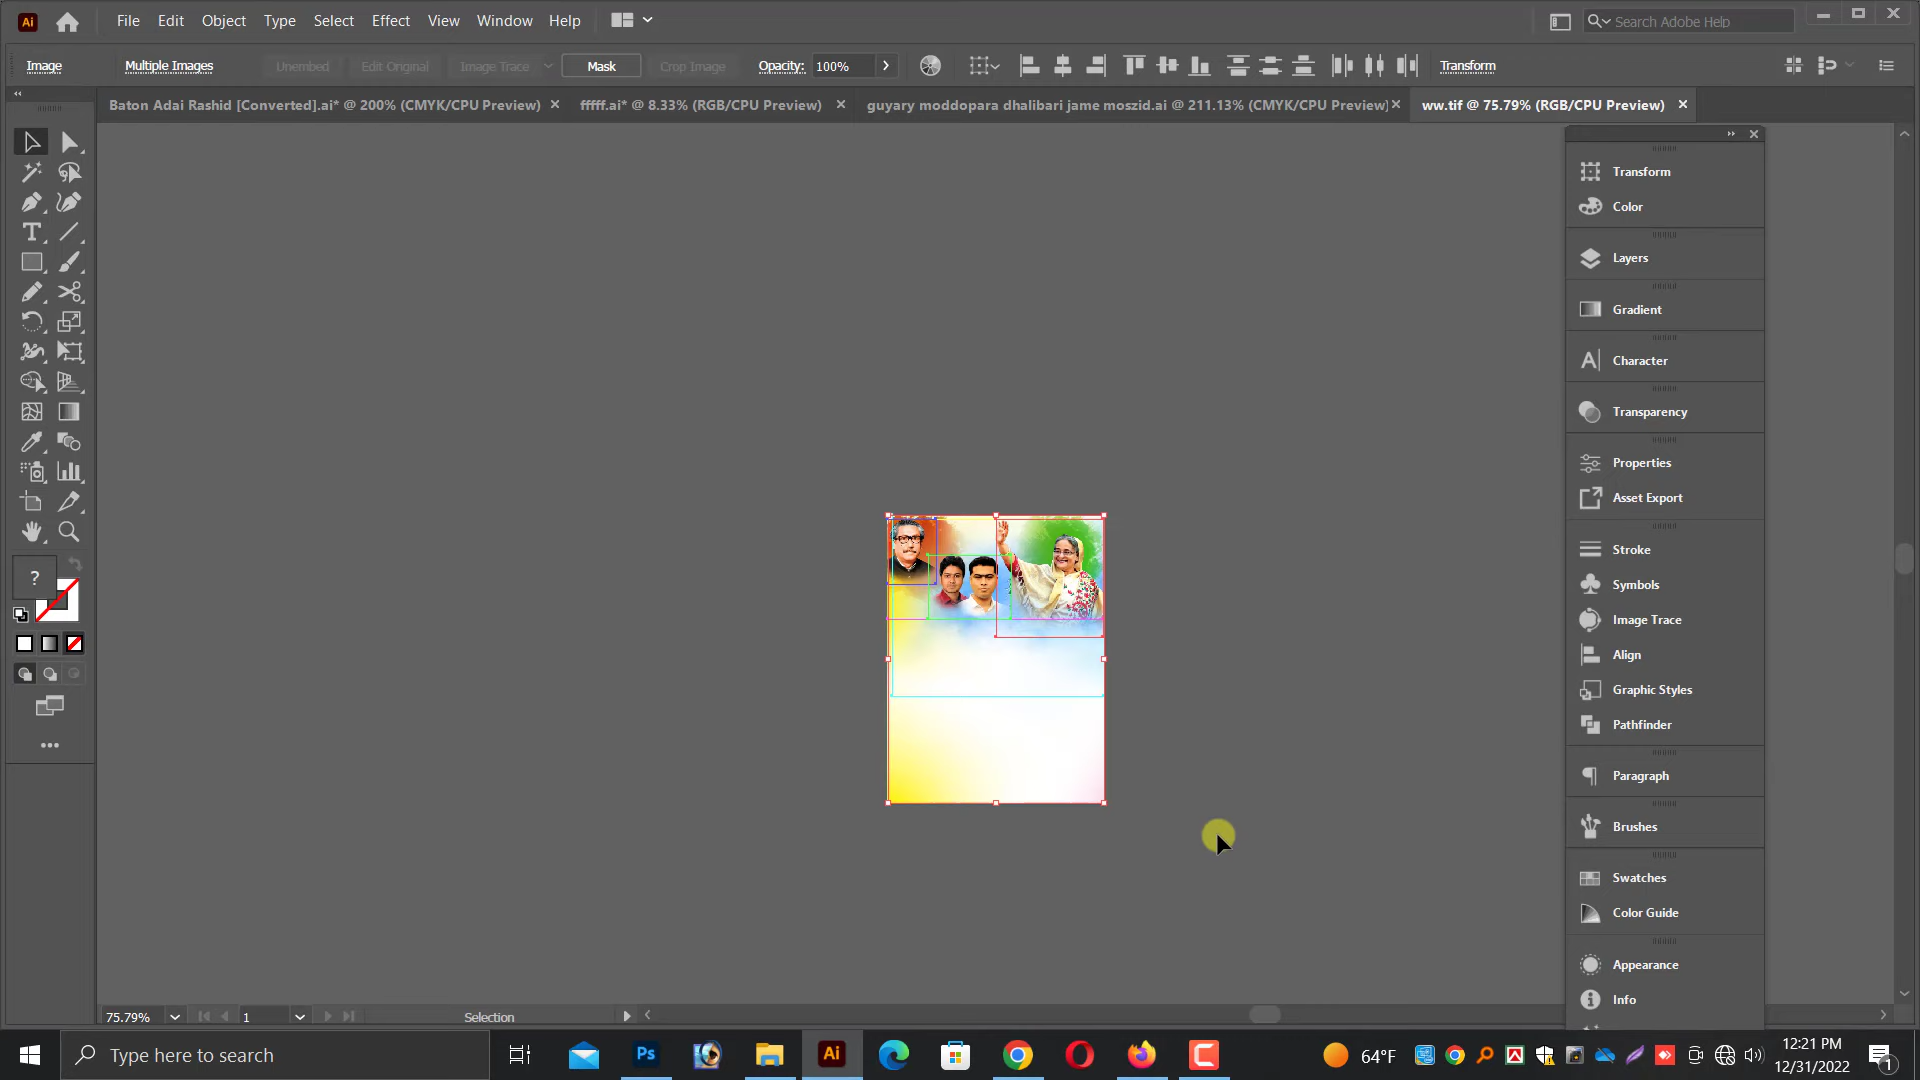 Ai File Edit Object Type Select Effect View Window Help Search Adobe Help
Image Multiple Images Unembed Edit Original Image Trace Mask Crop Image Opacity: 100% Transform
Baton Adai Rashid [Converted].ai* @ 200% (CMYK/CPU Preview) fffff.ai* @ 8.33% (RGB/CPU Preview) guyary moddopara dhalibari jame moszid.ai @ 211.13% (CMYK/CPU Preview) ww.tif @ 75.79% (RGB/CPU Preview)
Transform
Color
Layers
Gradient
Character
Transparency
Properties
Asset Export
Stroke
Symbols
Image Trace
Align
Graphic Styles
Pathfinder
Paragraph
Brushes
Swatches
Color Guide
Appearance
Info
?
75.79% 1 Selection
Type here to search Ps Ai 64°F 12:21 PM
12/31/2022 1